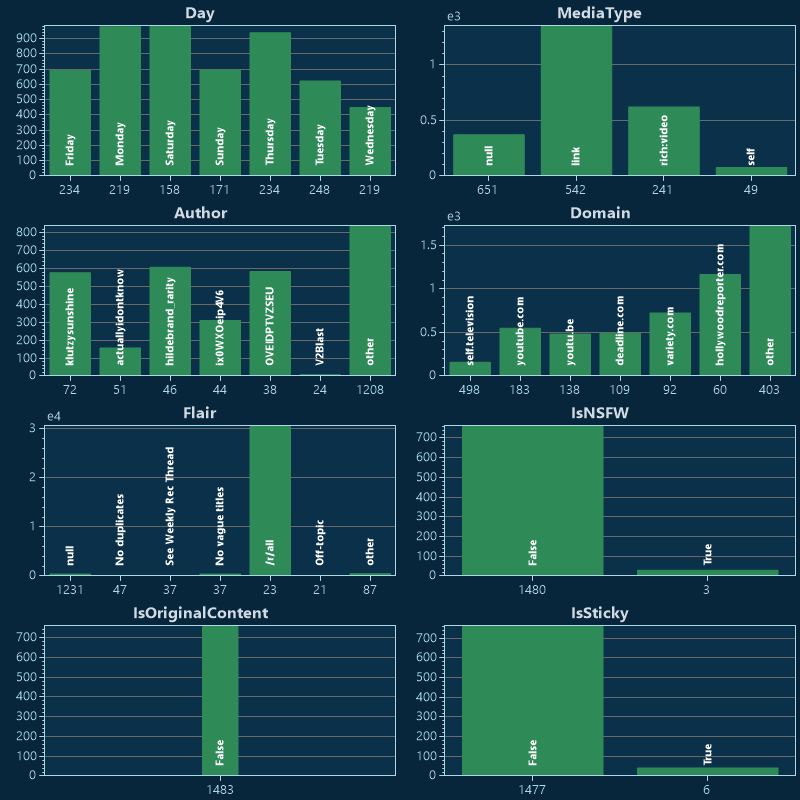 Day
900
800
700
600
500
400
300
200
100
0
Friday
Monday
Saturday
Sunday
Thursday
Tuesday
Wednesday
234 219 158 171 234 248 219
MediaType
e3
1
0.5
0
null
link
rich:video
self
651 542 241 49
Author
800
700
600
500
400
300
200
100
0
klutzysunshine
actuallyidontknow
hildebrand_rarity
ix0WXOeip4V6
OVEIDPTVZSEU
V2Blast
other
72 51 46 44 38 24 1208
Domain
e3
1.5
1
0.5
0
self.television
youtube.com
youtu.be
deadline.com
variety.com
hollywoodreporter.com
other
498 183 138 109 92 60 403
Flair
e4
3
2
1
0
null
No duplicates
See Weekly Rec Thread
No vague titles
/r/all
Off-topic
other
1231 47 37 37 23 21 87
IsNSFW
700
600
500
400
300
200
100
0
False
True
1480 3
IsOriginalContent
700
600
500
400
300
200
100
0
False
1483
IsSticky
700
600
500
400
300
200
100
0
False
True
1477 6